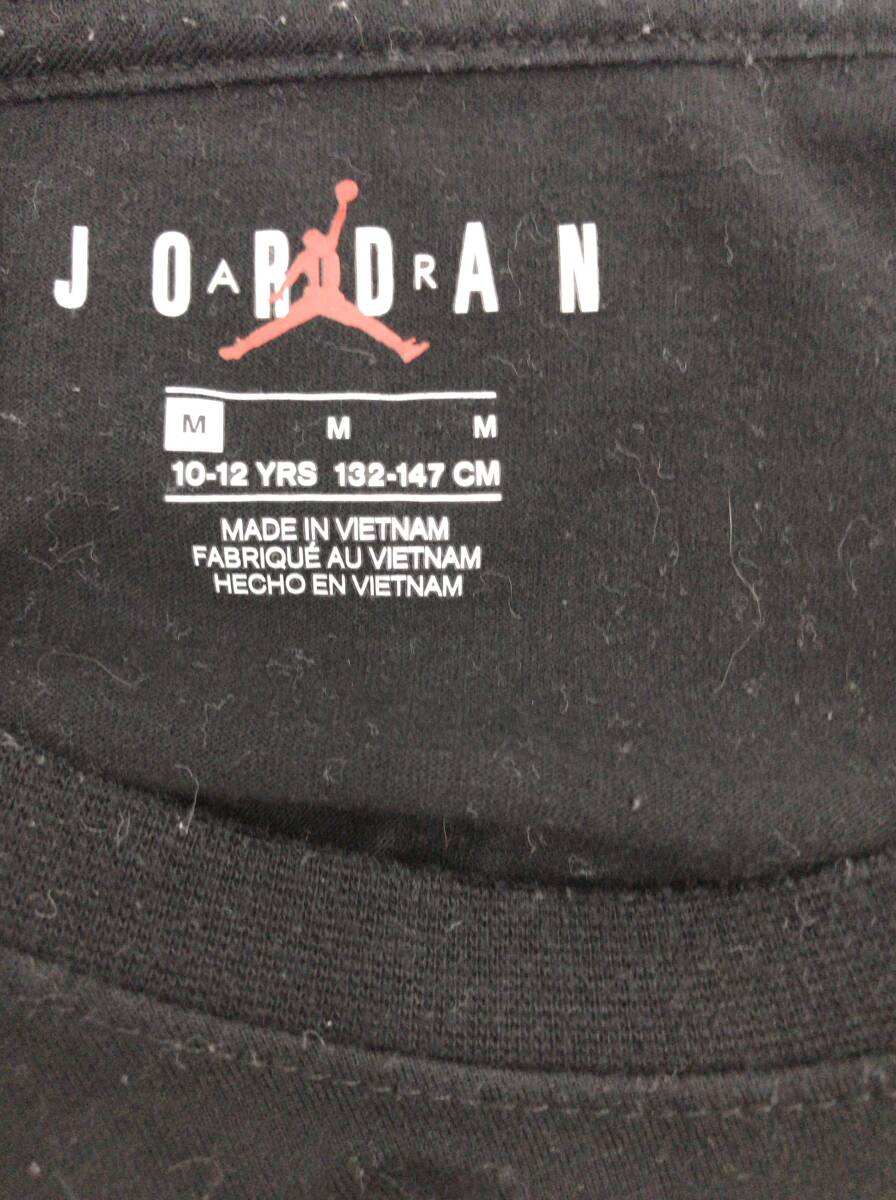 JORDAN
AIR
M M M
10-12 YRS 132-147 CM
MADE IN VIETNAM
FABRIQUÉ AU VIETNAM
HECHO EN VIETNAM